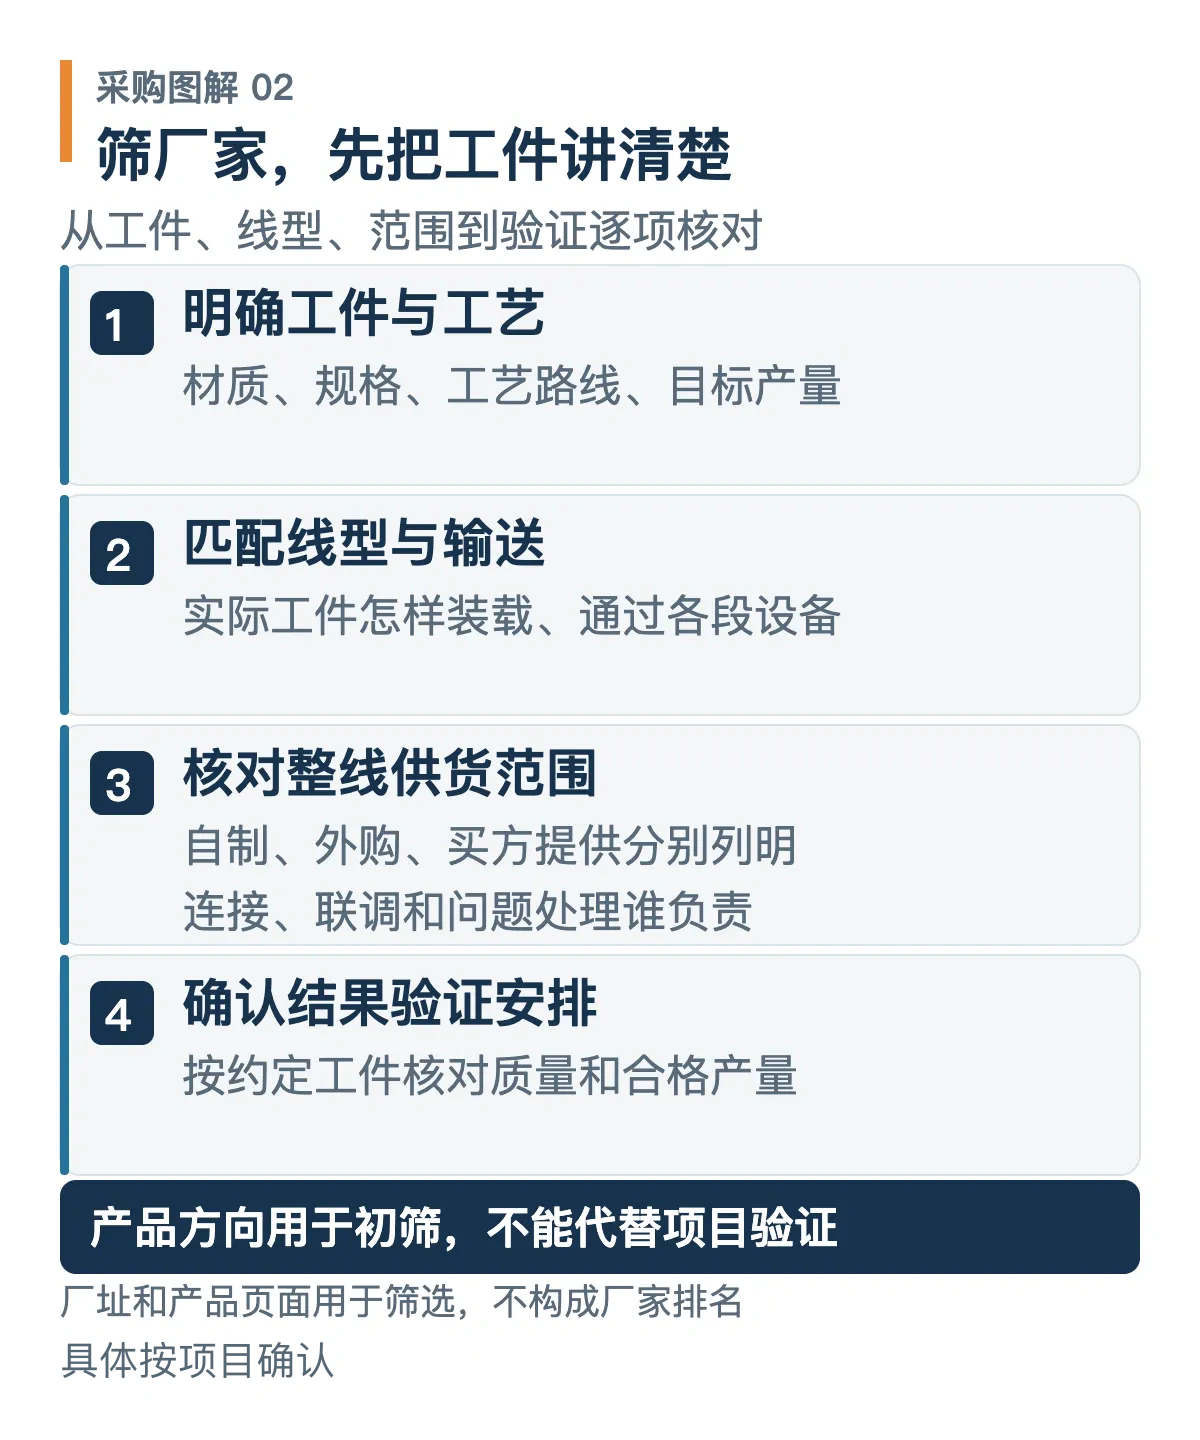 采购图解 02
筛厂家，先把工件讲清楚
从工件、线型、范围到验证逐项核对
1 明确工件与工艺
材质、规格、工艺路线、目标产量
2 匹配线型与输送
实际工件怎样装载、通过各段设备
3 核对整线供货范围
自制、外购、买方提供分别列明
连接、联调和问题处理谁负责
4 确认结果验证安排
按约定工件核对质量和合格产量
产品方向用于初筛，不能代替项目验证
厂址和产品页面用于筛选，不构成厂家排名
具体按项目确认